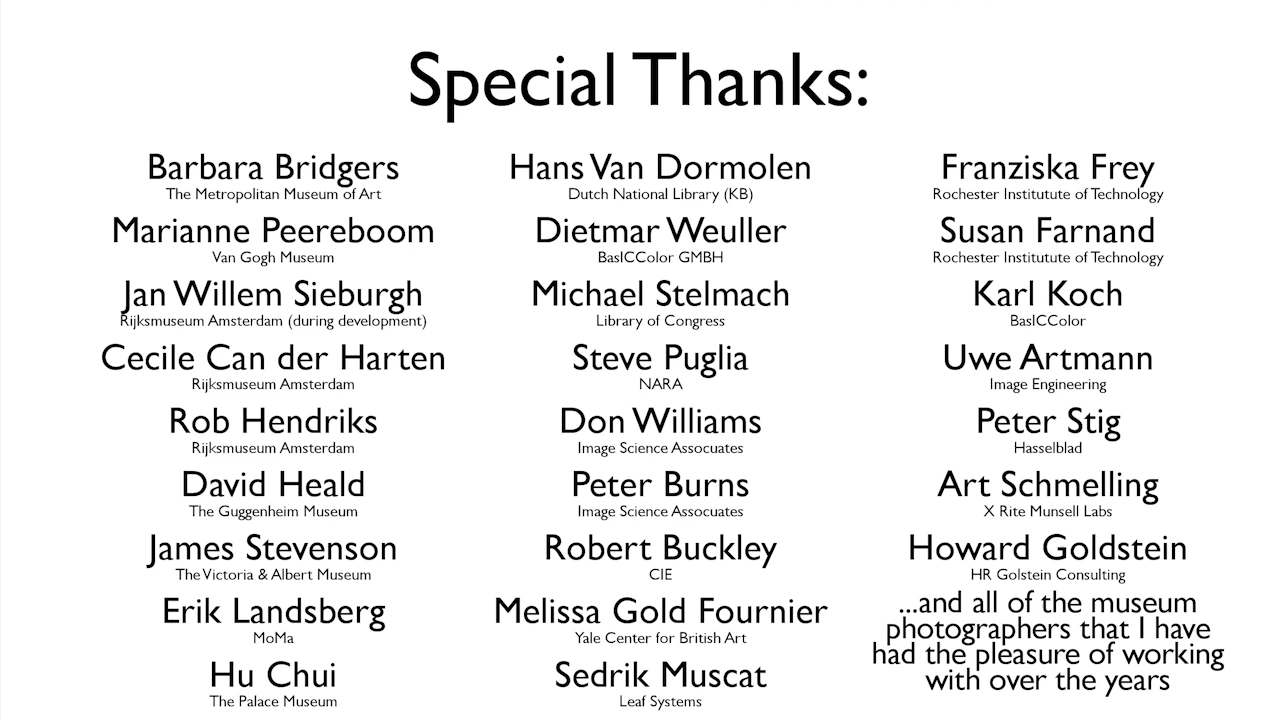 Special Thanks:
Barbara Bridgers
The Metropolitan Museum of Art
Marianne Peereboom
Van Gogh Museum
Jan Willem Sieburgh
Rijksmuseum Amsterdam (during development)
Cecile Can der Harten
Rijksmuseum Amsterdam
Rob Hendriks
Rijksmuseum Amsterdam
David Heald
The Guggenheim Museum
James Stevenson
The Victoria & Albert Museum
Erik Landsberg
MoMa
Hu Chui
The Palace Museum
Hans Van Dormolen
Dutch National Library (KB)
Dietmar Weuller
BasICColor GMBH
Michael Stelmach
Library of Congress
Steve Puglia
NARA
Don Williams
Image Science Assocuates
Peter Burns
Image Science Assocuates
Robert Buckley
CIE
Melissa Gold Fournier
Yale Center for British Art
Sedrik Muscat
Leaf Systems
Franziska Frey
Rochester Institutute of Technology
Susan Farnand
Rochester Institutute of Technology
Karl Koch
BasICColor
Uwe Artmann
Image Engineering
Peter Stig
Hasselblad
Art Schmelling
X Rite Munsell Labs
Howard Goldstein
HR Golstein Consulting
...and all of the museum
photographers that I have
had the pleasure of working
with over the years